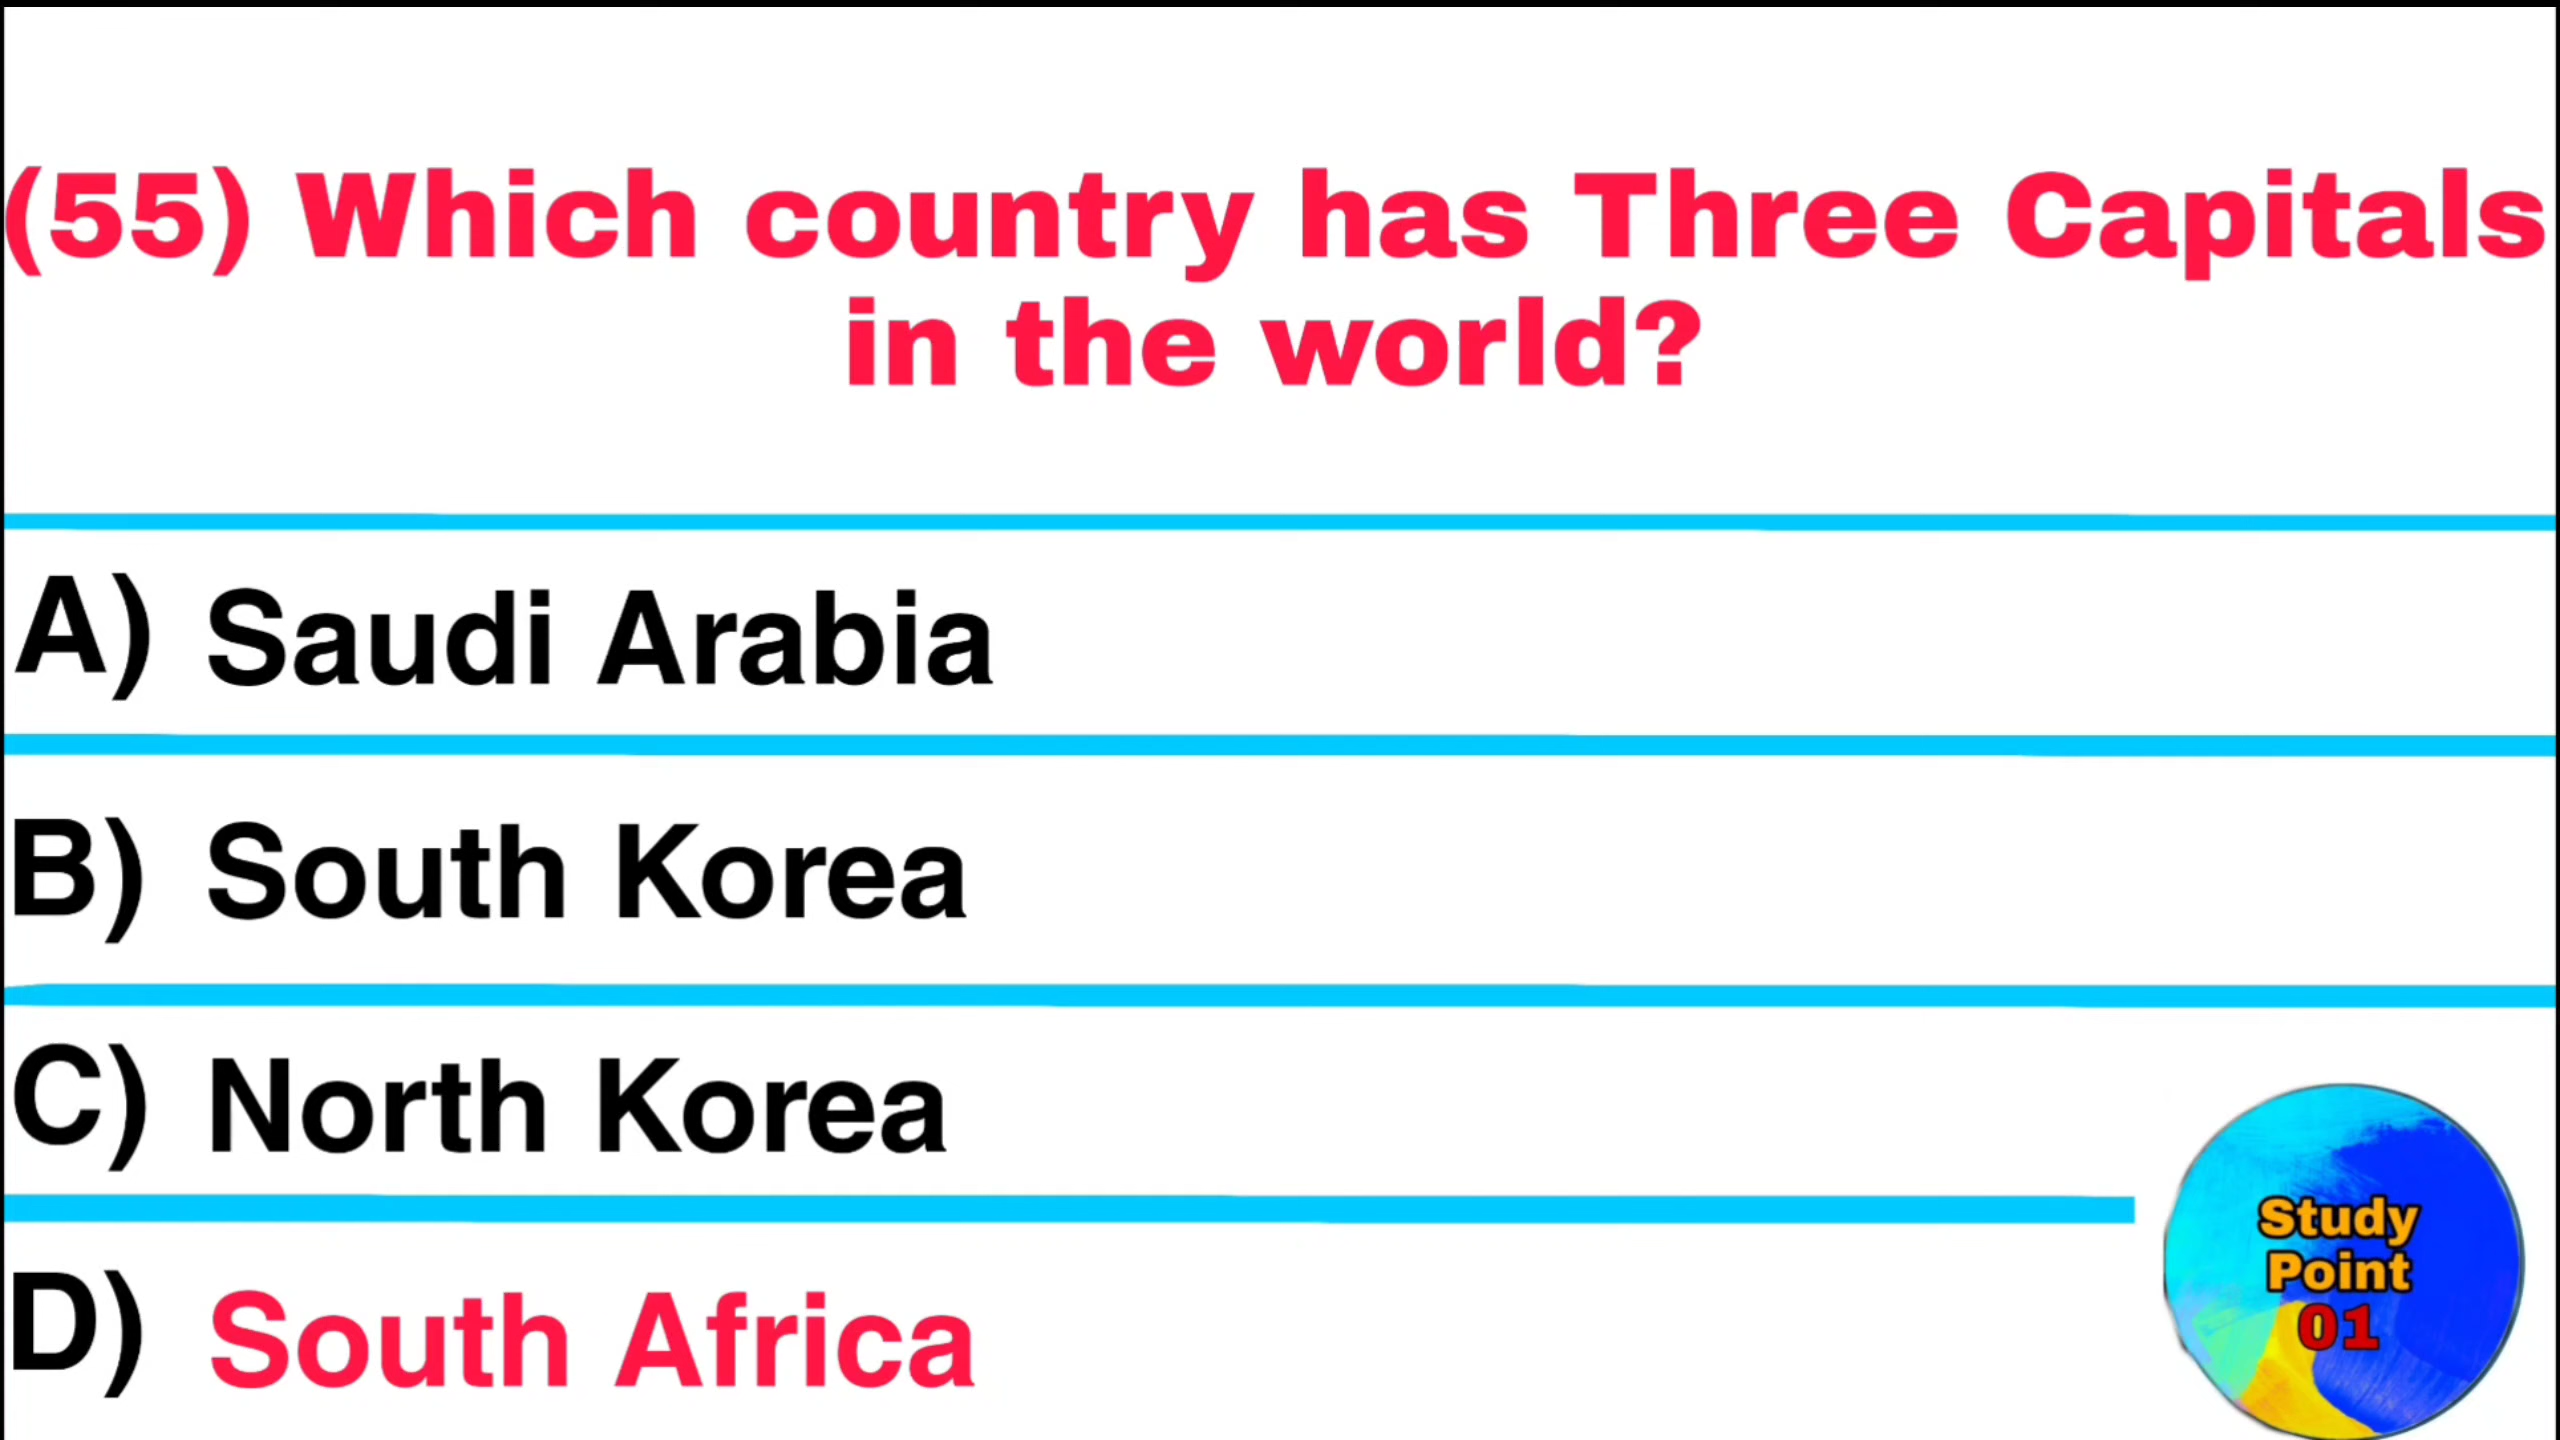 (55) Which country has Three Capitals
in the world?
A) Saudi Arabia
B) South Korea
C) North Korea
D) South Africa
Study
Point
01